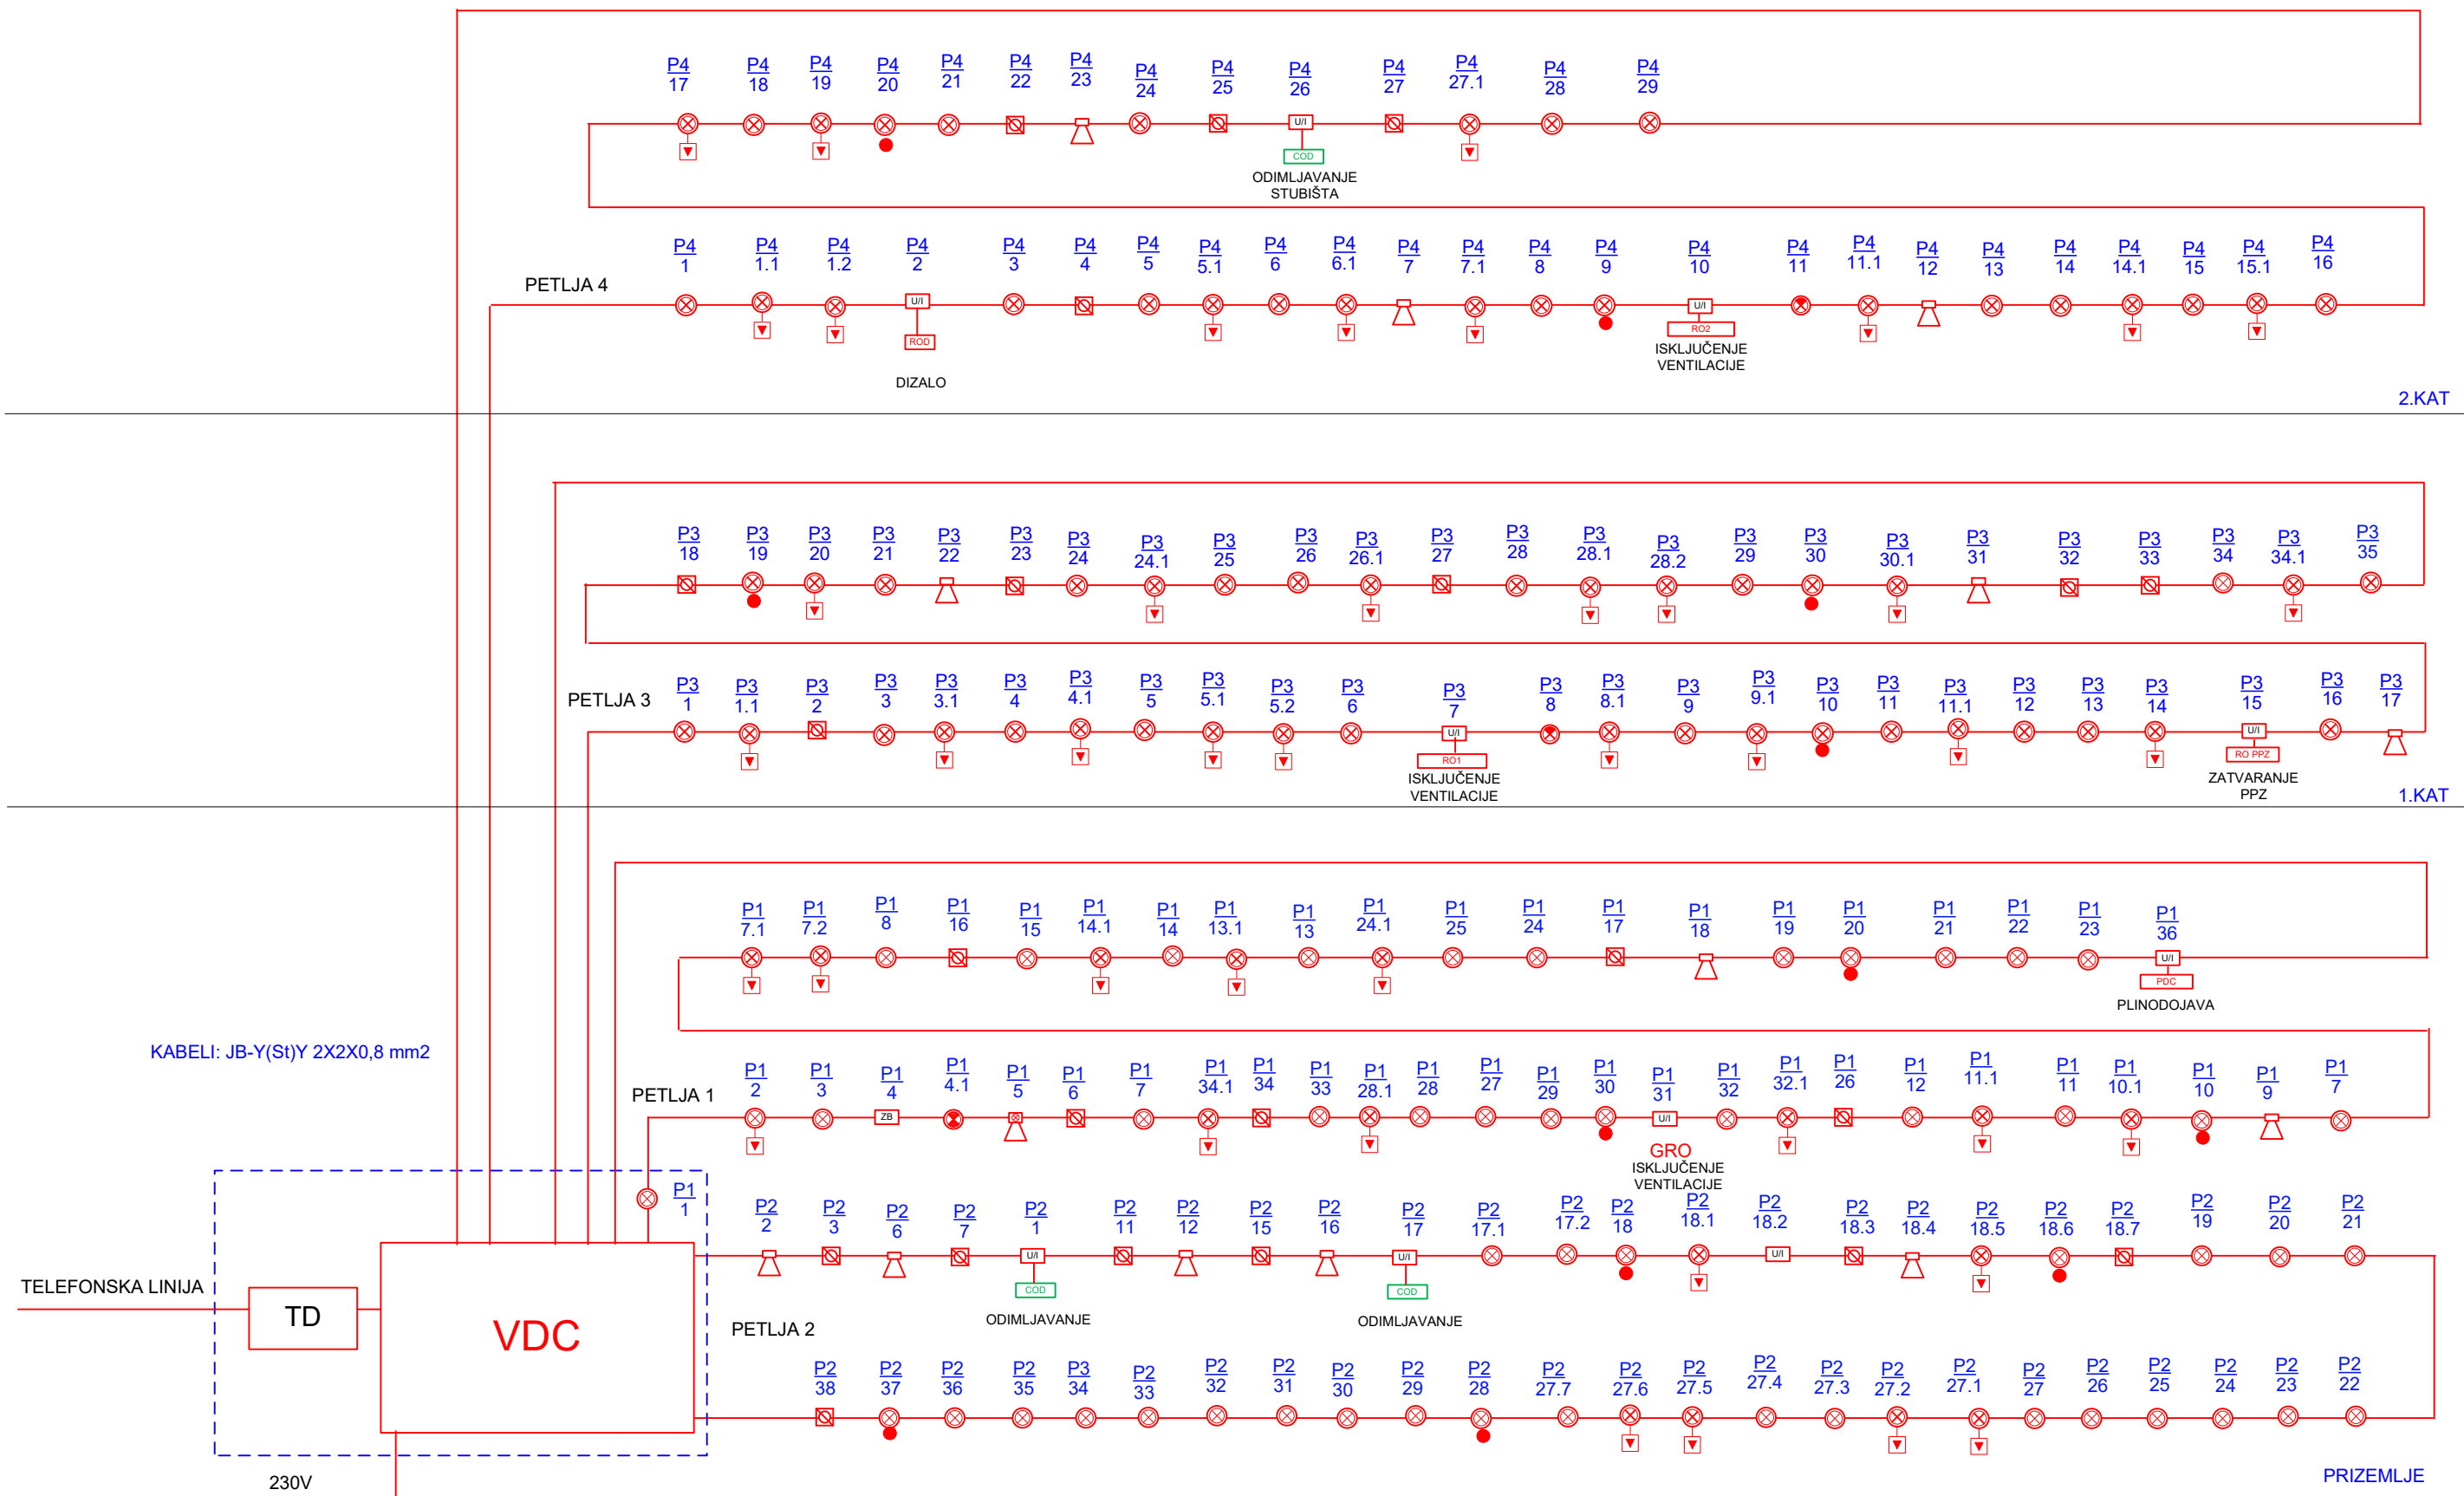 P4 P4 P4 P4 P4 P4 P4 P4 P4 P4 P4 P4 P4 P4
17 18 19 20 21 22 23 24 25 26 27 27.1 28 29
U/I
COD
ODIMLJAVANJE
STUBIŠTA
P4 P4 P4 P4 P4 P4 P4 P4 P4 P4 P4 P4 P4 P4 P4 P4 P4 P4 P4 P4 P4 P4 P4 P4
1 1.1 1.2 2 3 4 5 5.1 6 6.1 7 7.1 8 9 10 11 11.1 12 13 14 14.1 15 15.1 16
PETLJA 4
U/I U/I
ROD RO2
ISKLJUČENJE
VENTILACIJE
DIZALO
2.KAT
P3 P3 P3 P3 P3 P3 P3 P3 P3 P3 P3 P3 P3 P3 P3 P3 P3 P3 P3 P3 P3 P3 P3 P3
18 19 20 21 22 23 24 24.1 25 26 26.1 27 28 28.1 28.2 29 30 30.1 31 32 33 34 34.1 35
P3 P3 P3 P3 P3 P3 P3 P3 P3 P3 P3 P3 P3 P3 P3 P3 P3 P3 P3 P3 P3 P3 P3 P3 P3
1 1.1 2 3 3.1 4 4.1 5 5.1 5.2 6 7 8 8.1 9 9.1 10 11 11.1 12 13 14 15 16 17
PETLJA 3
U/I U/I
RO1 RO PPZ
ISKLJUČENJE
VENTILACIJE
ZATVARANJE
PPZ
1.KAT
P1 P1 P1 P1 P1 P1 P1 P1 P1 P1 P1 P1 P1 P1 P1 P1 P1 P1 P1 P1
7.1 7.2 8 16 15 14.1 14 13.1 13 24.1 25 24 17 18 19 20 21 22 23 36
U/I
PDC
PLINODOJAVA
KABELI: JB-Y(St)Y 2X2X0,8 mm2
P1 P1 P1 P1 P1 P1 P1 P1 P1 P1 P1 P1 P1 P1 P1 P1 P1 P1 P1 P1 P1 P1 P1 P1 P1 P1
2 3 4 4.1 5 6 7 34.1 34 33 28.1 28 27 29 30 31 32 32.1 26 12 11.1 11 10.1 10 9 7
PETLJA 1
ZB U/I
GRO
ISKLJUČENJE
VENTILACIJE
P1
1
P2 P2 P2 P2 P2 P2 P2 P2 P2 P2 P2 P2 P2 P2 P2 P2 P2 P2 P2 P2 P2 P2 P2
2 3 6 7 1 11 12 15 16 17 17.1 17.2 18 18.1 18.2 18.3 18.4 18.5 18.6 18.7 19 20 21
U/I U/I U/I
COD COD
ODIMLJAVANJE ODIMLJAVANJE
TELEFONSKA LINIJA
TD
VDC
PETLJA 2
P2 P2 P2 P2 P3 P2 P2 P2 P2 P2 P2 P2 P2 P2 P2 P2 P2 P2 P2 P2 P2 P2 P2 P2
38 37 36 35 34 33 32 31 30 29 28 27.7 27.6 27.5 27.4 27.3 27.2 27.1 27 26 25 24 23 22
230V
PRIZEMLJE